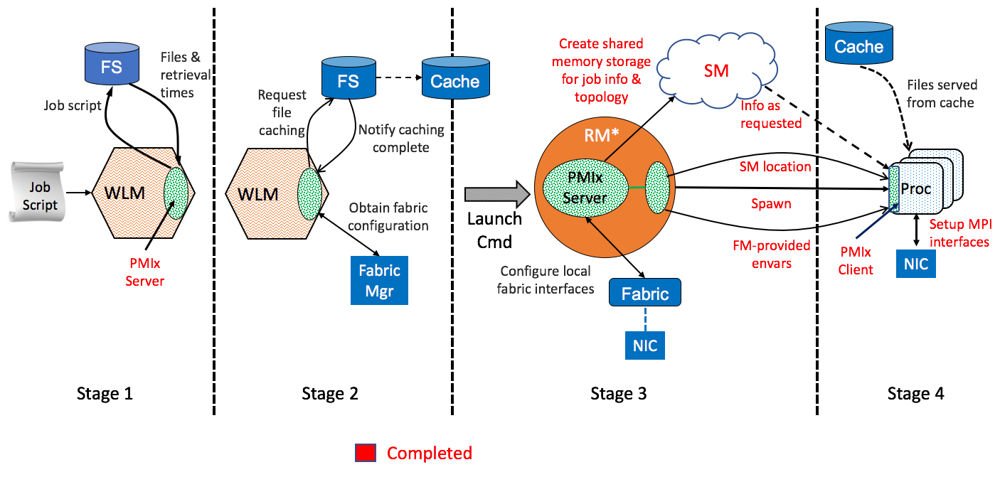 FS
Files &
retrieval
times
Job script
Job
Script
WLM
PMIx
Server
Stage 1
FS
Cache
Request
file
caching
Notify caching
complete
WLM
Obtain fabric
configuration
Fabric
Mgr
Stage 2
Launch
Cmd
Create shared
memory storage
for job info &
topology
SM
RM*
PMIx
Server
Info as
requested
SM location
Spawn
FM-provided
envars
Configure local
fabric interfaces
Fabric
NIC
Stage 3
Cache
Files served
from cache
Proc
PMIx
Client
Setup MPI
interfaces
NIC
Stage 4
Completed